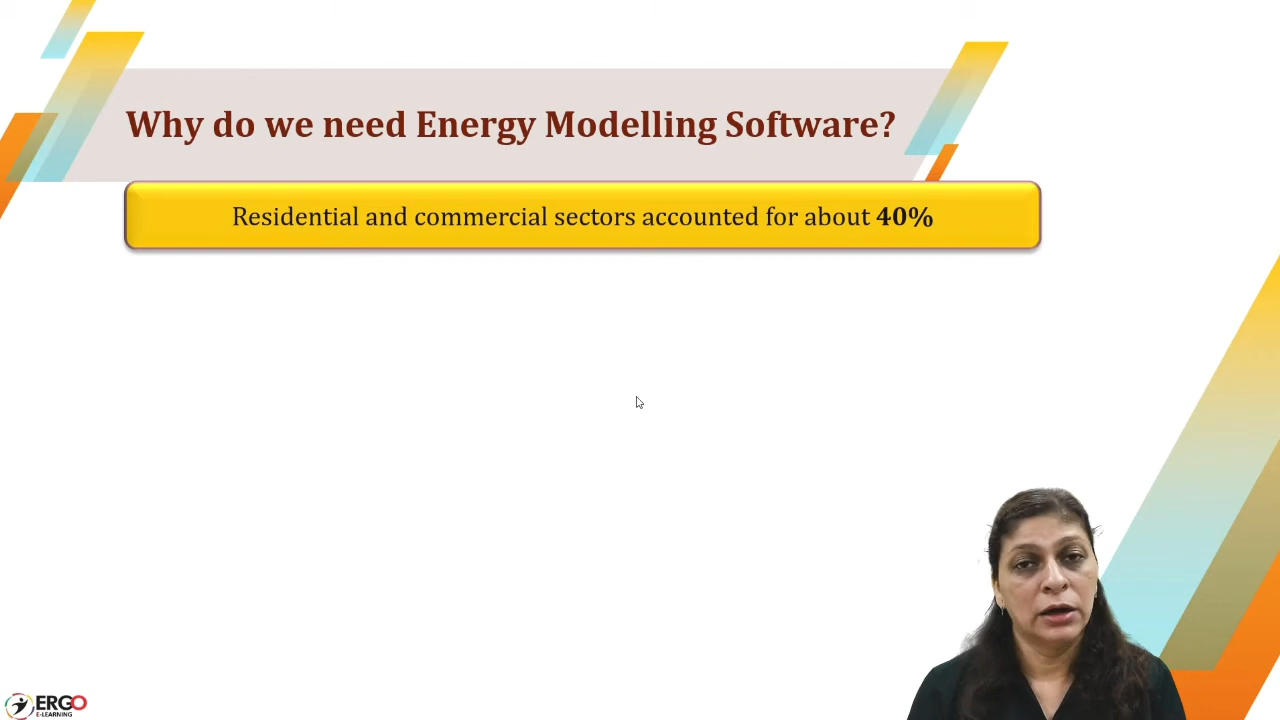 Why do we need Energy Modelling Software?
Residential and commercial sectors accounted for about 40%
ERGO
E-LEARNING